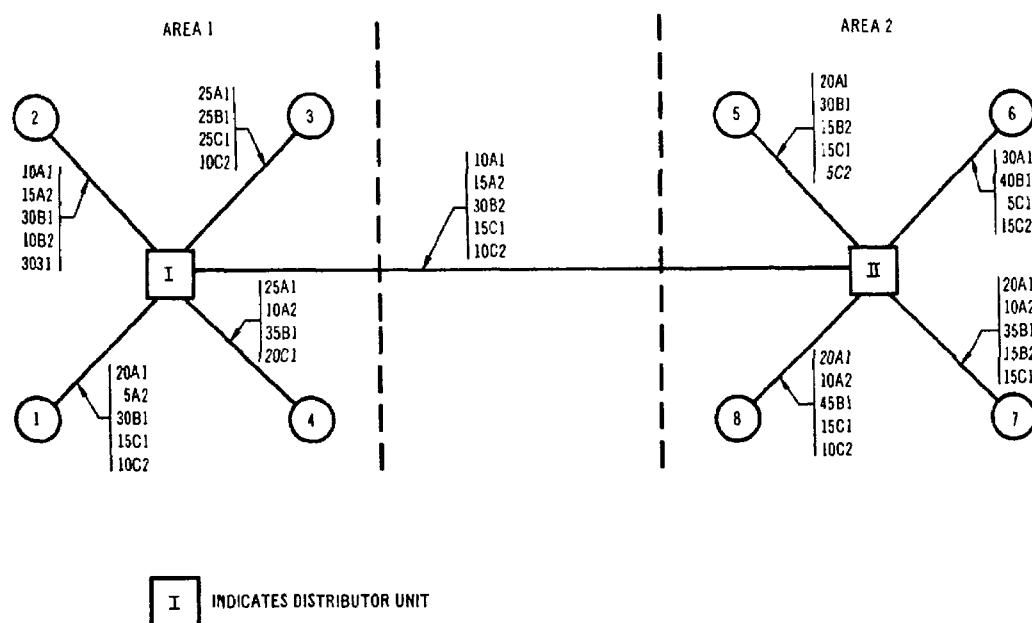 AREA 1
AREA 2
2
25A1
25B1
25C1
10C2
3
10A1
15A2
30B1
10B2
3031
I
20A1
5A2
30B1
15C1
10C2
1
25A1
10A2
35B1
20C1
4
10A1
15A2
30B2
15C1
10C2
5
20A1
30B1
15B2
15C1
5C2
6
30A1
40B1
5C1
15C2
II
20A1
10A2
45B1
15C1
10C2
8
20A1
10A2
35B1
15B2
15C1
7
I INDICATES DISTRIBUTOR UNIT